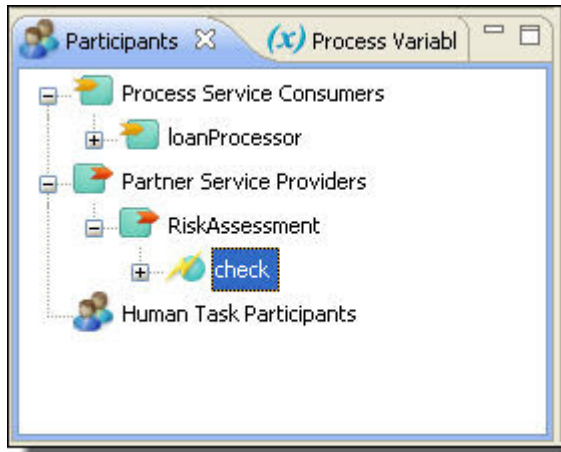 Participants (x) Process Variabl
Process Service Consumers
loanProcessor
Partner Service Providers
RiskAssessment
check
Human Task Participants